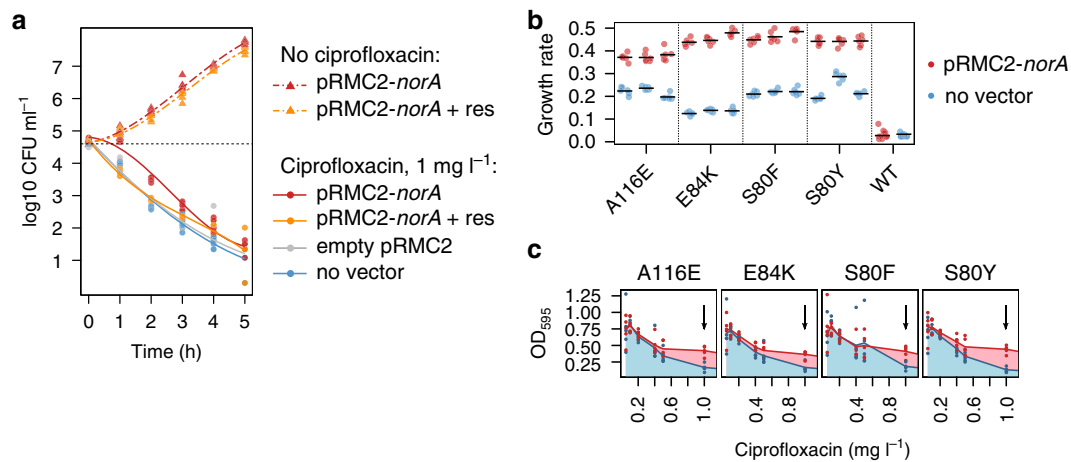 a
log10 CFU ml⁻¹
7
6
5
4
3
2
1
0 1 2 3 4 5
Time (h)
No ciprofloxacin:
pRMC2-norA
pRMC2-norA + res
Ciprofloxacin, 1 mg l⁻¹:
pRMC2-norA
pRMC2-norA + res
empty pRMC2
no vector
b
Growth rate
0.5
0.4
0.3
0.2
0.1
0.0
A116E E84K S80F S80Y WT
pRMC2-norA
no vector
c
A116E E84K S80F S80Y
OD₅₉₅
1.25
1.00
0.75
0.50
0.25
0.2 0.6 1.0 0.4 0.8 0.2 0.6 1.0 0.4 0.8
Ciprofloxacin (mg l⁻¹)